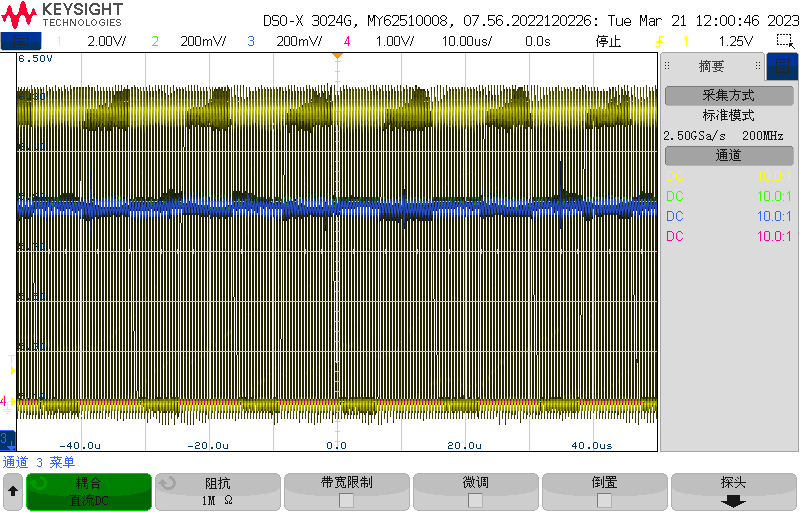 KEYSIGHT
TECHNOLOGIES
DSO-X 3024G, MY62510008, 07.56.2022120226: Tue Mar 21 12:00:46 2023
1 2.00V/ 2 200mV/ 3 200mV/ 4 1.00V/ 10.00us/ 0.0s 停止 1 1.25V
6.50V
摘要
采集方式
标准模式
2.50GSa/s 200MHz
通道
DC 10.0:1
DC 10.0:1
DC 10.0:1
DC 10.0:1
4
3
-40.0u -20.0u 0.0 20.0u 40.0us
通道 3 菜单
耦合
直流DC
阻抗
1M Ω
带宽限制
微调
倒置
探头